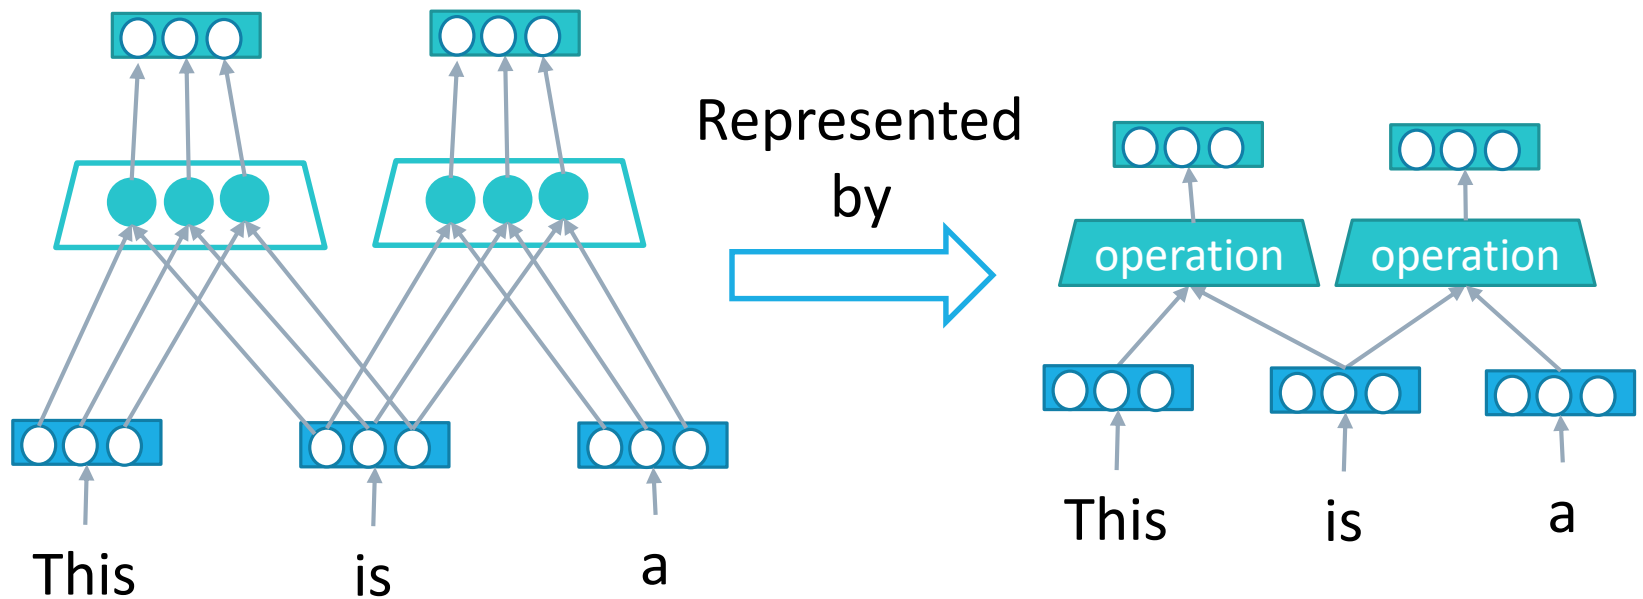 This is a
Represented
by
operation operation
This is a